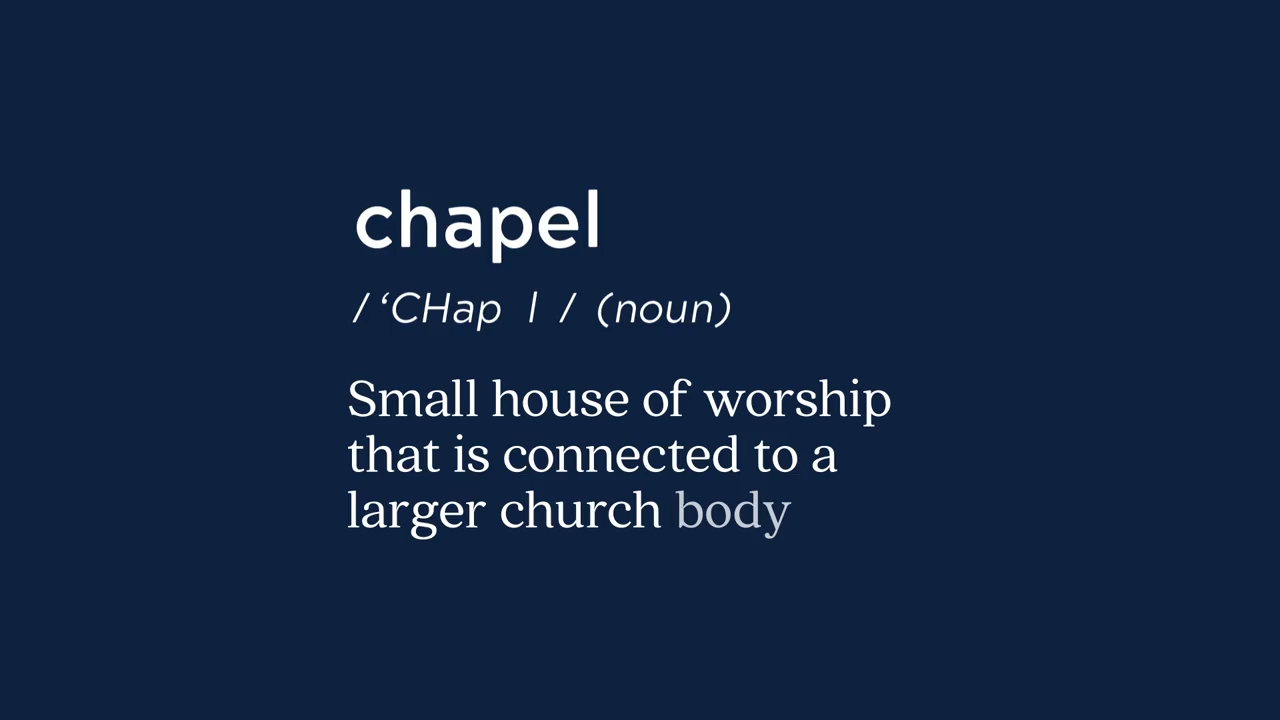 chapel
/ ‘CHap l / (noun)
Small house of worship
that is connected to a
larger church body